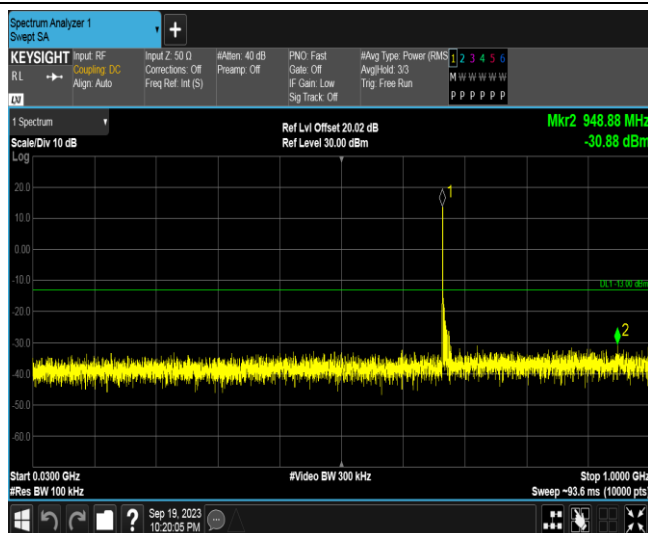 Spectrum Analyzer 1
Swept SA
+
KEYSIGHT
RL
LXI
Input: RF
Coupling: DC
Align: Auto
Input Z: 50 Ω
Corrections: Off
Freq Ref: Int (S)
#Atten: 40 dB
Preamp: Off
PNO: Fast
Gate: Off
IF Gain: Low
Sig Track: Off
#Avg Type: Power (RMS
Avg|Hold: 3/3
Trig: Free Run
1 2 3 4 5 6
M W W W W W
P P P P P P
1 Spectrum
Scale/Div 10 dB
Ref Lvl Offset 20.02 dB
Ref Level 30.00 dBm
Mkr2 948.88 MHz
-30.88 dBm
Log
20.0
10.0
0.00
-10.0
-20.0
-30.0
-40.0
-50.0
-60.0
1
DL1 -13.00 dBm
2
Start 0.0300 GHz
#Res BW 100 kHz
#Video BW 300 kHz
Stop 1.0000 GHz
Sweep ~93.6 ms (10000 pts)
?
Sep 19, 2023
10:20:05 PM